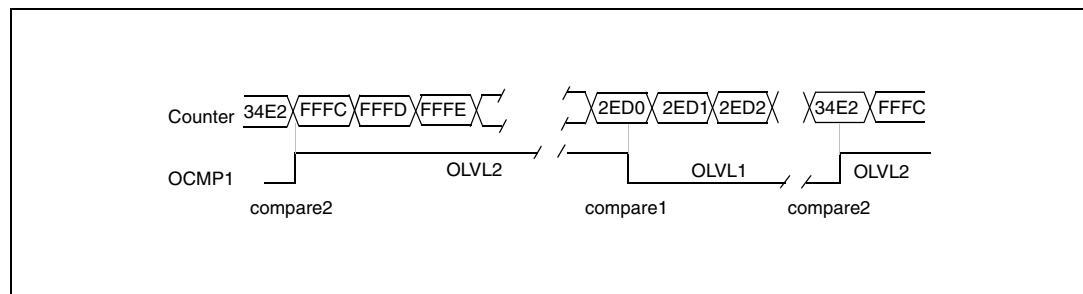 Counter 34E2 FFFC FFFD FFFE 2ED0 2ED1 2ED2 34E2 FFFC
OCMP1 OLVL2 OLVL1 OLVL2
compare2 compare1 compare2